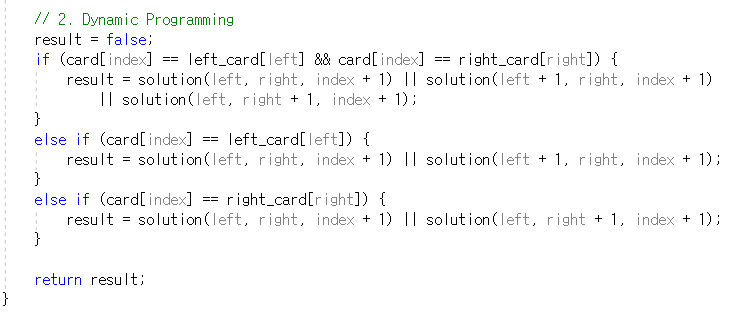 // 2. Dynamic Programming
result = false;
if (card[index] == left_card[left] && card[index] == right_card[right]) {
result = solution(left, right, index + 1) || solution(left + 1, right, index + 1)
|| solution(left, right + 1, index + 1);
}
else if (card[index] == left_card[left]) {
result = solution(left, right, index + 1) || solution(left + 1, right, index + 1);
}
else if (card[index] == right_card[right]) {
result = solution(left, right, index + 1) || solution(left, right + 1, index + 1);
}
return result;
}